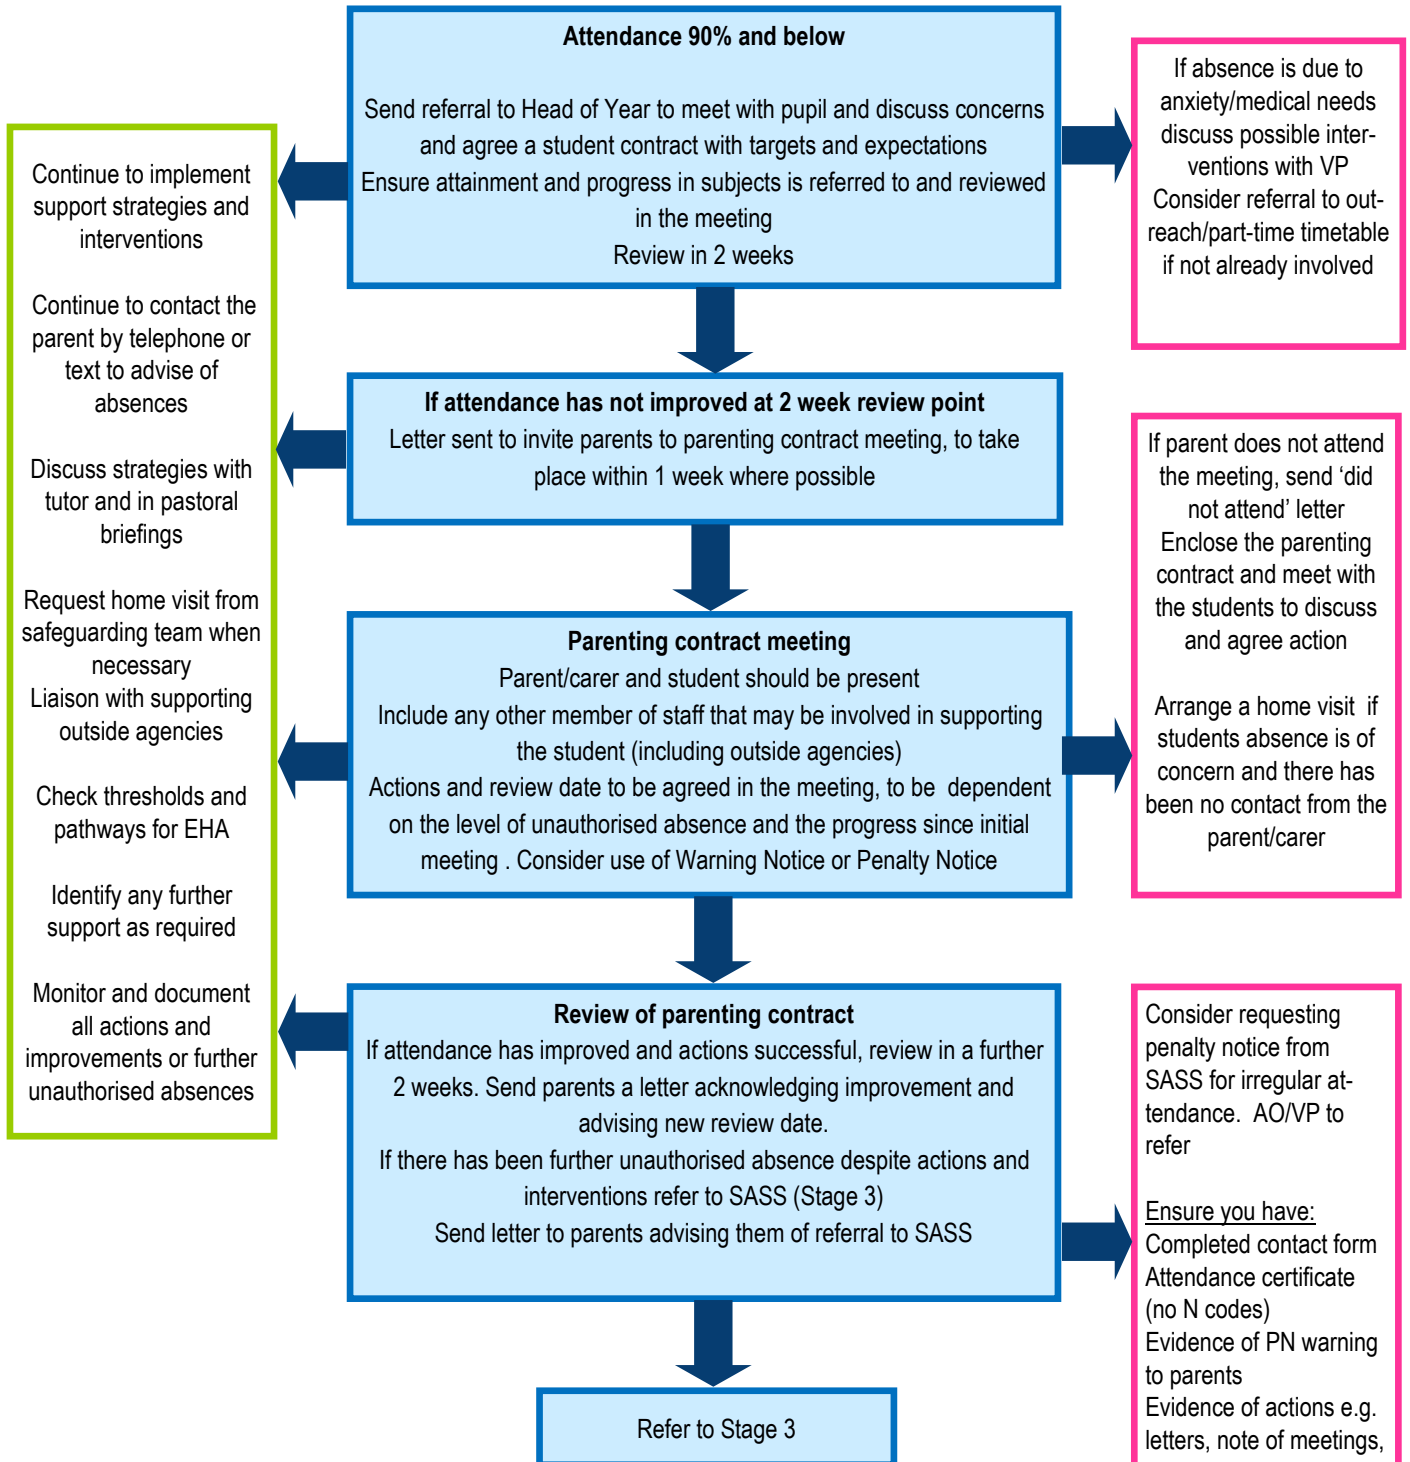 Attendance 90% and below
Send referral to Head of Year to meet with pupil and discuss concerns
and agree a student contract with targets and expectations
Ensure attainment and progress in subjects is referred to and reviewed
in the meeting
Review in 2 weeks
If absence is due to
anxiety/medical needs
discuss possible inter-
ventions with VP
Consider referral to out-
reach/part-time timetable
if not already involved
Continue to implement
support strategies and
interventions
Continue to contact the
parent by telephone or
text to advise of
absences
Discuss strategies with
tutor and in pastoral
briefings
Request home visit from
safeguarding team when
necessary
Liaison with supporting
outside agencies
Check thresholds and
pathways for EHA
Identify any further
support as required
Monitor and document
all actions and
improvements or further
unauthorised absences
If attendance has not improved at 2 week review point
Letter sent to invite parents to parenting contract meeting, to take
place within 1 week where possible
If parent does not attend
the meeting, send ‘did
not attend’ letter
Enclose the parenting
contract and meet with
the students to discuss
and agree action
Arrange a home visit  if
students absence is of
concern and there has
been no contact from the
parent/carer
Parenting contract meeting
Parent/carer and student should be present
Include any other member of staff that may be involved in supporting
the student (including outside agencies)
Actions and review date to be agreed in the meeting, to be  dependent
on the level of unauthorised absence and the progress since initial
meeting . Consider use of Warning Notice or Penalty Notice
Review of parenting contract
If attendance has improved and actions successful, review in a further
2 weeks. Send parents a letter acknowledging improvement and
advising new review date.
If there has been further unauthorised absence despite actions and
interventions refer to SASS (Stage 3)
Send letter to parents advising them of referral to SASS
Consider requesting
penalty notice from
SASS for irregular at-
tendance.  AO/VP to
refer
Ensure you have:
Completed contact form
Attendance certificate
(no N codes)
Evidence of PN warning
to parents
Evidence of actions e.g.
letters, note of meetings,
Refer to Stage 3